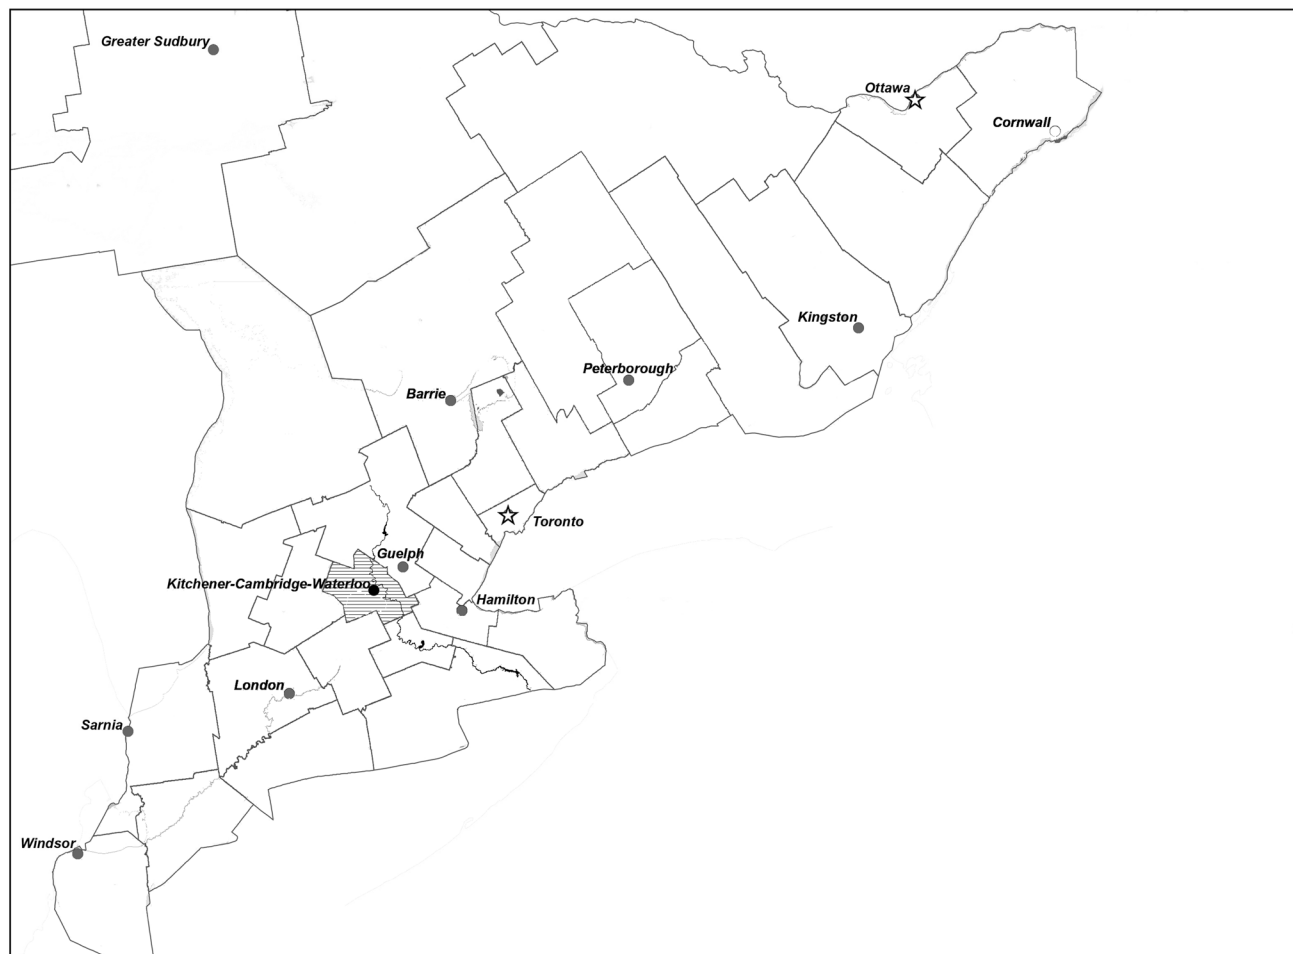 Greater Sudbury
Ottawa
Cornwall
Kingston
Peterborough
Barrie
Toronto
Guelph
Kitchener-Cambridge-Waterloo
Hamilton
London
Sarnia
Windsor